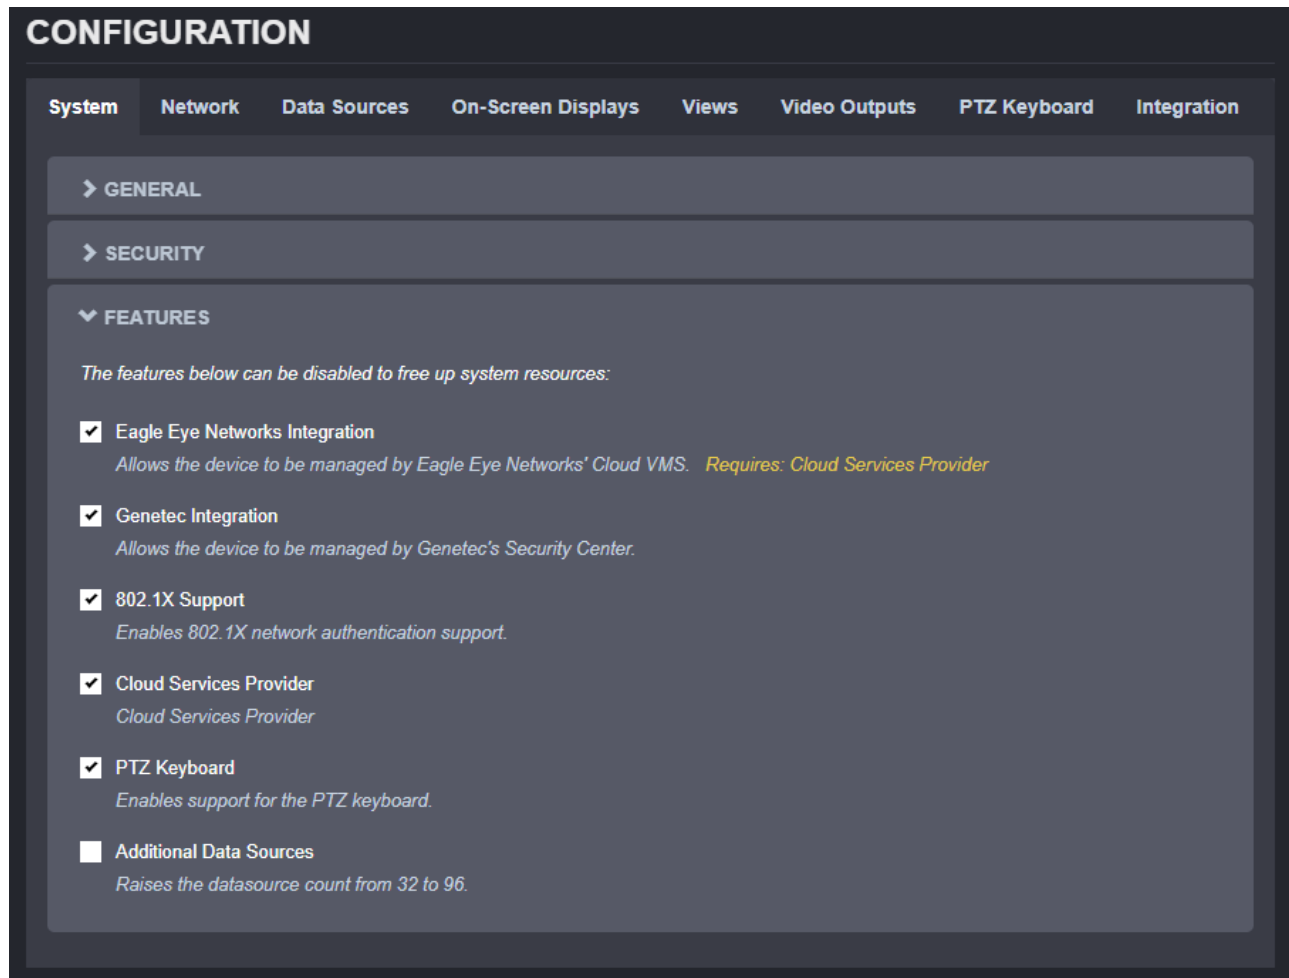 CONFIGURATION
System Network Data Sources On-Screen Displays Views Video Outputs PTZ Keyboard Integration
GENERAL
SECURITY
FEATURES
The features below can be disabled to free up system resources:
Eagle Eye Networks Integration
Allows the device to be managed by Eagle Eye Networks' Cloud VMS. Requires: Cloud Services Provider
Genetec Integration
Allows the device to be managed by Genetec's Security Center.
802.1X Support
Enables 802.1X network authentication support.
Cloud Services Provider
Cloud Services Provider
PTZ Keyboard
Enables support for the PTZ keyboard.
Additional Data Sources
Raises the datasource count from 32 to 96.